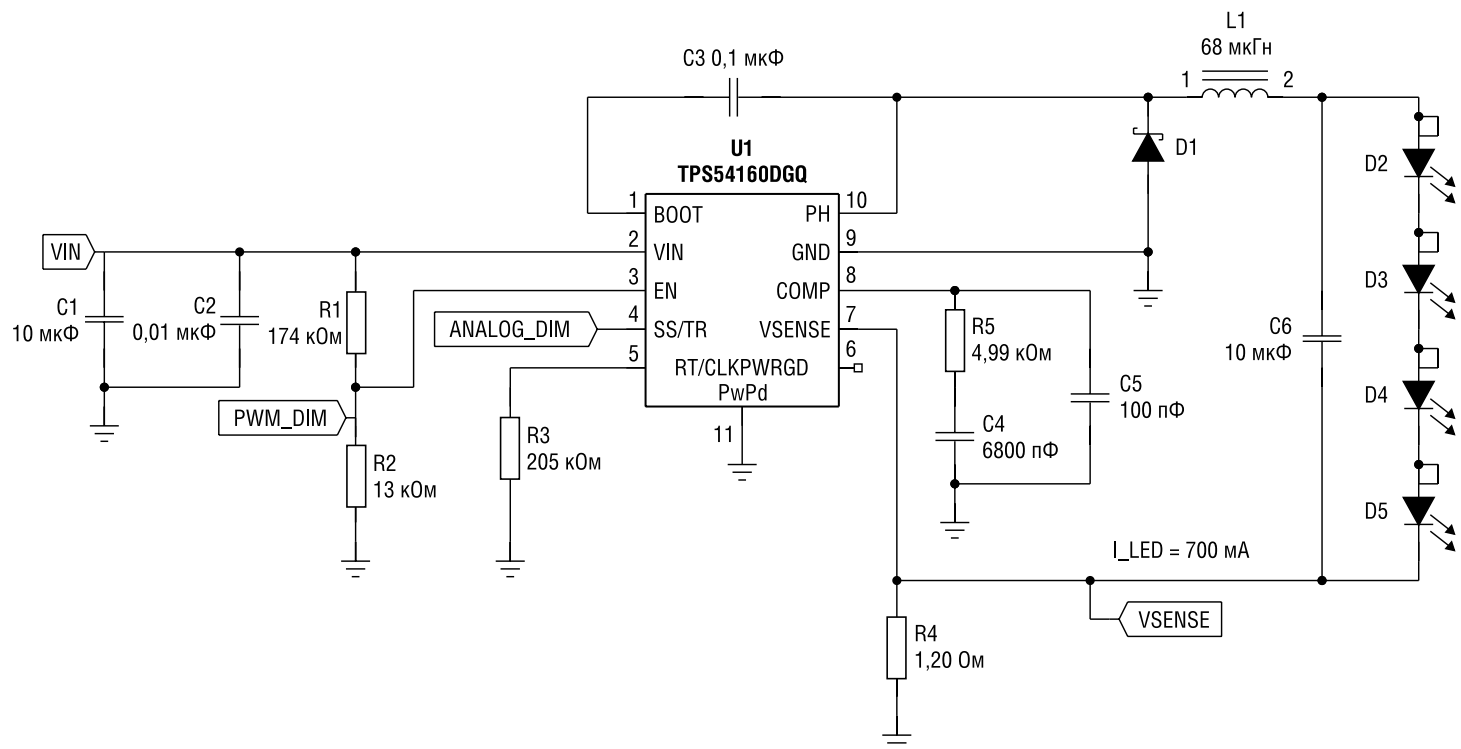 L1
68 мкГн
1 2
C3 0,1 мкФ
U1
TPS54160DGQ
D1
D2
1 BOOT PH 10
VIN
2 VIN GND 9
3 EN COMP 8
4 SS/TR VSENSE 7
5 RT/CLKPWRGD 6
PwPd
11
D3
C1
10 мкФ
C2
0,01 мкФ
R1
174 кОм
ANALOG_DIM
R5
4,99 кОм
C6
10 мкФ
C5
100 пФ
D4
PWM_DIM
R3
205 кОм
C4
6800 пФ
R2
13 кОм
D5
I_LED = 700 мА
VSENSE
R4
1,20 Ом